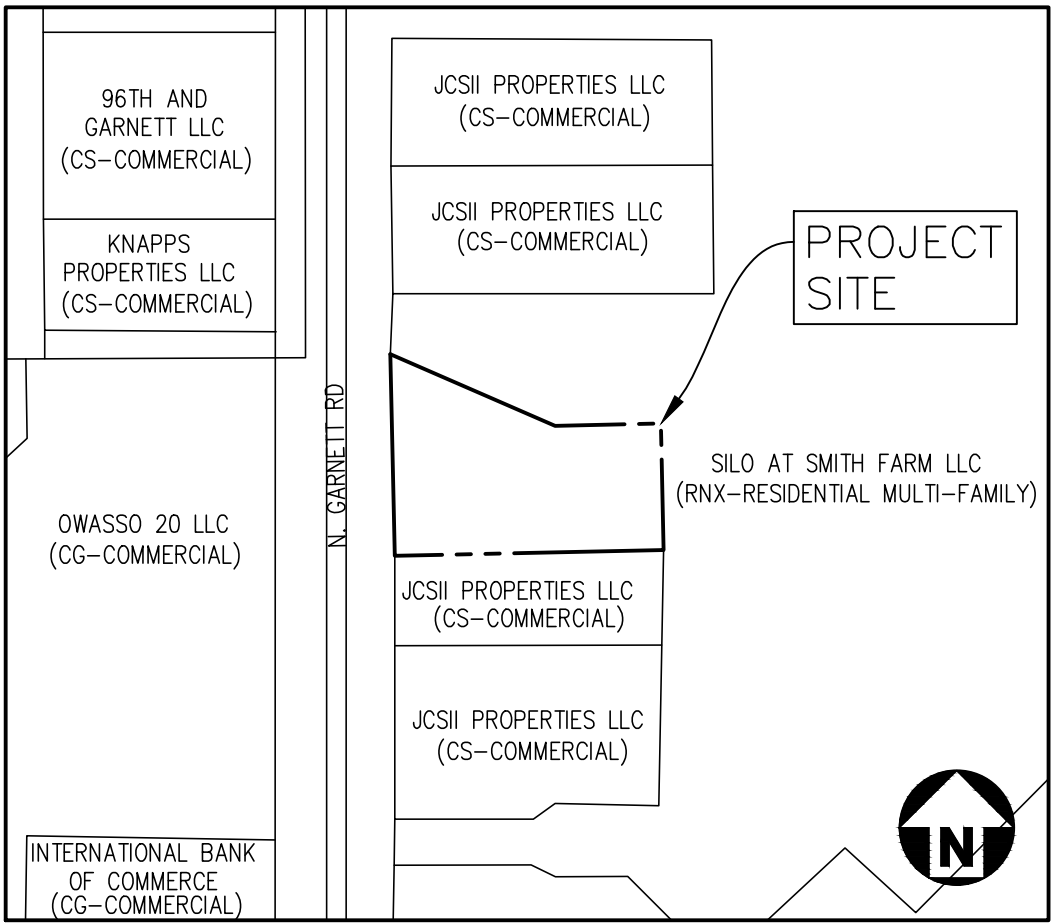 96TH AND
GARNETT LLC
(CS-COMMERCIAL)
KNAPPS
PROPERTIES LLC
(CS-COMMERCIAL)
OWASSO 20 LLC
(CG-COMMERCIAL)
INTERNATIONAL BANK
OF COMMERCE
(CG-COMMERCIAL)
N. GARNETT RD
JCSII PROPERTIES LLC
(CS-COMMERCIAL)
JCSII PROPERTIES LLC
(CS-COMMERCIAL)
PROJECT
SITE
SILO AT SMITH FARM LLC
(RNX-RESIDENTIAL MULTI-FAMILY)
JCSII PROPERTIES LLC
(CS-COMMERCIAL)
JCSII PROPERTIES LLC
(CS-COMMERCIAL)
N